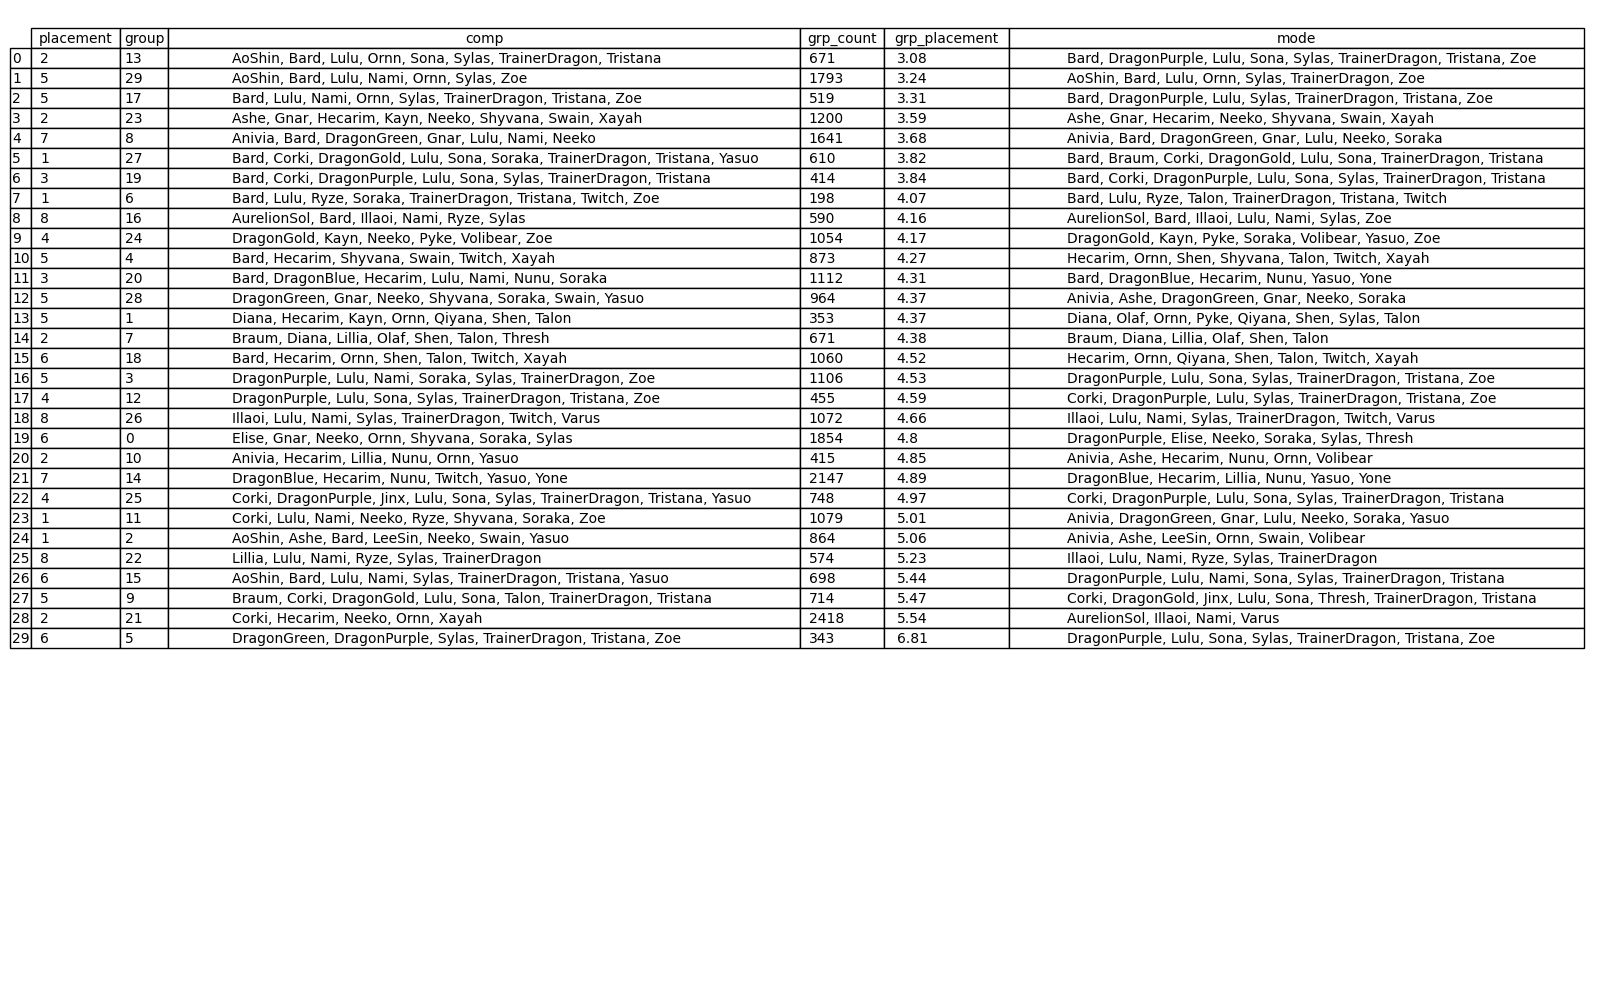 placement group comp grp_count grp_placement mode
0 2 13 AoShin, Bard, Lulu, Ornn, Sona, Sylas, TrainerDragon, Tristana 671 3.08 Bard, DragonPurple, Lulu, Sona, Sylas, TrainerDragon, Tristana, Zoe
1 5 29 AoShin, Bard, Lulu, Nami, Ornn, Sylas, Zoe 1793 3.24 AoShin, Bard, Lulu, Ornn, Sylas, TrainerDragon, Zoe
2 5 17 Bard, Lulu, Nami, Ornn, Sylas, TrainerDragon, Tristana, Zoe 519 3.31 Bard, DragonPurple, Lulu, Sylas, TrainerDragon, Tristana, Zoe
3 2 23 Ashe, Gnar, Hecarim, Kayn, Neeko, Shyvana, Swain, Xayah 1200 3.59 Ashe, Gnar, Hecarim, Neeko, Shyvana, Swain, Xayah
4 7 8 Anivia, Bard, DragonGreen, Gnar, Lulu, Nami, Neeko 1641 3.68 Anivia, Bard, DragonGreen, Gnar, Lulu, Neeko, Soraka
5 1 27 Bard, Corki, DragonGold, Lulu, Sona, Soraka, TrainerDragon, Tristana, Yasuo 610 3.82 Bard, Braum, Corki, DragonGold, Lulu, Sona, TrainerDragon, Tristana
6 3 19 Bard, Corki, DragonPurple, Lulu, Sona, Sylas, TrainerDragon, Tristana 414 3.84 Bard, Corki, DragonPurple, Lulu, Sona, Sylas, TrainerDragon, Tristana
7 1 6 Bard, Lulu, Ryze, Soraka, TrainerDragon, Tristana, Twitch, Zoe 198 4.07 Bard, Lulu, Ryze, Talon, TrainerDragon, Tristana, Twitch
8 8 16 AurelionSol, Bard, Illaoi, Nami, Ryze, Sylas 590 4.16 AurelionSol, Bard, Illaoi, Lulu, Nami, Sylas, Zoe
9 4 24 DragonGold, Kayn, Neeko, Pyke, Volibear, Zoe 1054 4.17 DragonGold, Kayn, Pyke, Soraka, Volibear, Yasuo, Zoe
10 5 4 Bard, Hecarim, Shyvana, Swain, Twitch, Xayah 873 4.27 Hecarim, Ornn, Shen, Shyvana, Talon, Twitch, Xayah
11 3 20 Bard, DragonBlue, Hecarim, Lulu, Nami, Nunu, Soraka 1112 4.31 Bard, DragonBlue, Hecarim, Nunu, Yasuo, Yone
12 5 28 DragonGreen, Gnar, Neeko, Shyvana, Soraka, Swain, Yasuo 964 4.37 Anivia, Ashe, DragonGreen, Gnar, Neeko, Soraka
13 5 1 Diana, Hecarim, Kayn, Ornn, Qiyana, Shen, Talon 353 4.37 Diana, Olaf, Ornn, Pyke, Qiyana, Shen, Sylas, Talon
14 2 7 Braum, Diana, Lillia, Olaf, Shen, Talon, Thresh 671 4.38 Braum, Diana, Lillia, Olaf, Shen, Talon
15 6 18 Bard, Hecarim, Ornn, Shen, Talon, Twitch, Xayah 1060 4.52 Hecarim, Ornn, Qiyana, Shen, Talon, Twitch, Xayah
16 5 3 DragonPurple, Lulu, Nami, Soraka, Sylas, TrainerDragon, Zoe 1106 4.53 DragonPurple, Lulu, Sona, Sylas, TrainerDragon, Tristana, Zoe
17 4 12 DragonPurple, Lulu, Sona, Sylas, TrainerDragon, Tristana, Zoe 455 4.59 Corki, DragonPurple, Lulu, Sylas, TrainerDragon, Tristana, Zoe
18 8 26 Illaoi, Lulu, Nami, Sylas, TrainerDragon, Twitch, Varus 1072 4.66 Illaoi, Lulu, Nami, Sylas, TrainerDragon, Twitch, Varus
19 6 0 Elise, Gnar, Neeko, Ornn, Shyvana, Soraka, Sylas 1854 4.8 DragonPurple, Elise, Neeko, Soraka, Sylas, Thresh
20 2 10 Anivia, Hecarim, Lillia, Nunu, Ornn, Yasuo 415 4.85 Anivia, Ashe, Hecarim, Nunu, Ornn, Volibear
21 7 14 DragonBlue, Hecarim, Nunu, Twitch, Yasuo, Yone 2147 4.89 DragonBlue, Hecarim, Lillia, Nunu, Yasuo, Yone
22 4 25 Corki, DragonPurple, Jinx, Lulu, Sona, Sylas, TrainerDragon, Tristana, Yasuo 748 4.97 Corki, DragonPurple, Lulu, Sona, Sylas, TrainerDragon, Tristana
23 1 11 Corki, Lulu, Nami, Neeko, Ryze, Shyvana, Soraka, Zoe 1079 5.01 Anivia, DragonGreen, Gnar, Lulu, Neeko, Soraka, Yasuo
24 1 2 AoShin, Ashe, Bard, LeeSin, Neeko, Swain, Yasuo 864 5.06 Anivia, Ashe, LeeSin, Ornn, Swain, Volibear
25 8 22 Lillia, Lulu, Nami, Ryze, Sylas, TrainerDragon 574 5.23 Illaoi, Lulu, Nami, Ryze, Sylas, TrainerDragon
26 6 15 AoShin, Bard, Lulu, Nami, Sylas, TrainerDragon, Tristana, Yasuo 698 5.44 DragonPurple, Lulu, Nami, Sona, Sylas, TrainerDragon, Tristana
27 5 9 Braum, Corki, DragonGold, Lulu, Sona, Talon, TrainerDragon, Tristana 714 5.47 Corki, DragonGold, Jinx, Lulu, Sona, Thresh, TrainerDragon, Tristana
28 2 21 Corki, Hecarim, Neeko, Ornn, Xayah 2418 5.54 AurelionSol, Illaoi, Nami, Varus
29 6 5 DragonGreen, DragonPurple, Sylas, TrainerDragon, Tristana, Zoe 343 6.81 DragonPurple, Lulu, Sona, Sylas, TrainerDragon, Tristana, Zoe